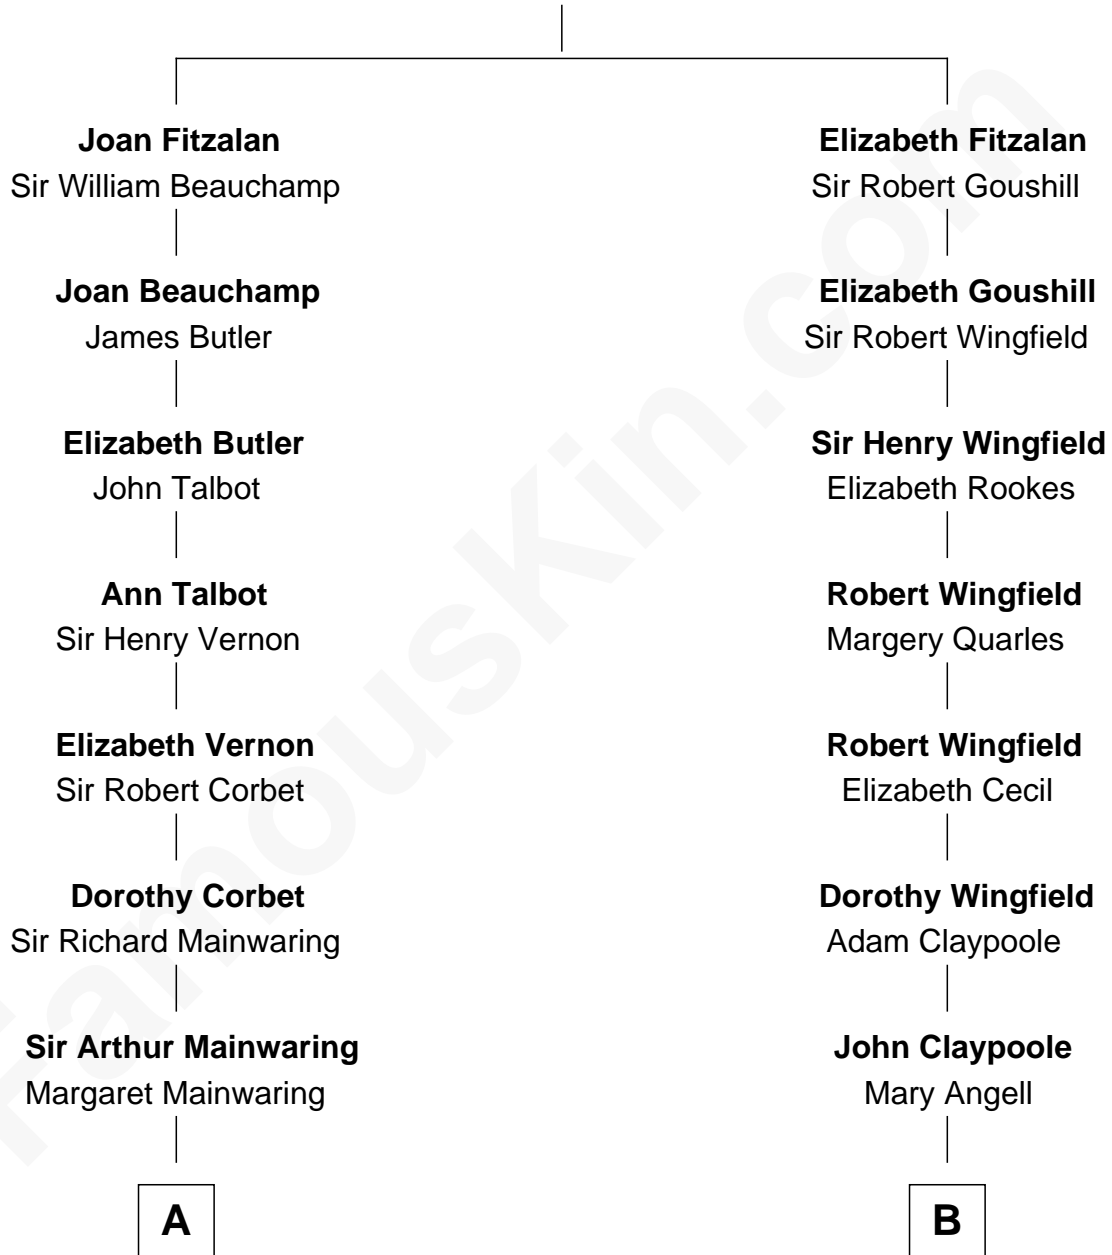 Joan Fitzalan
Sir William Beauchamp
Joan Beauchamp
James Butler
Elizabeth Butler
John Talbot
Ann Talbot
Sir Henry Vernon
Elizabeth Vernon
Sir Robert Corbet
Dorothy Corbet
Sir Richard Mainwaring
Sir Arthur Mainwaring
Margaret Mainwaring
A
Elizabeth Fitzalan
Sir Robert Goushill
Elizabeth Goushill
Sir Robert Wingfield
Sir Henry Wingfield
Elizabeth Rookes
Robert Wingfield
Margery Quarles
Robert Wingfield
Elizabeth Cecil
Dorothy Wingfield
Adam Claypoole
John Claypoole
Mary Angell
B
FamousKin.com